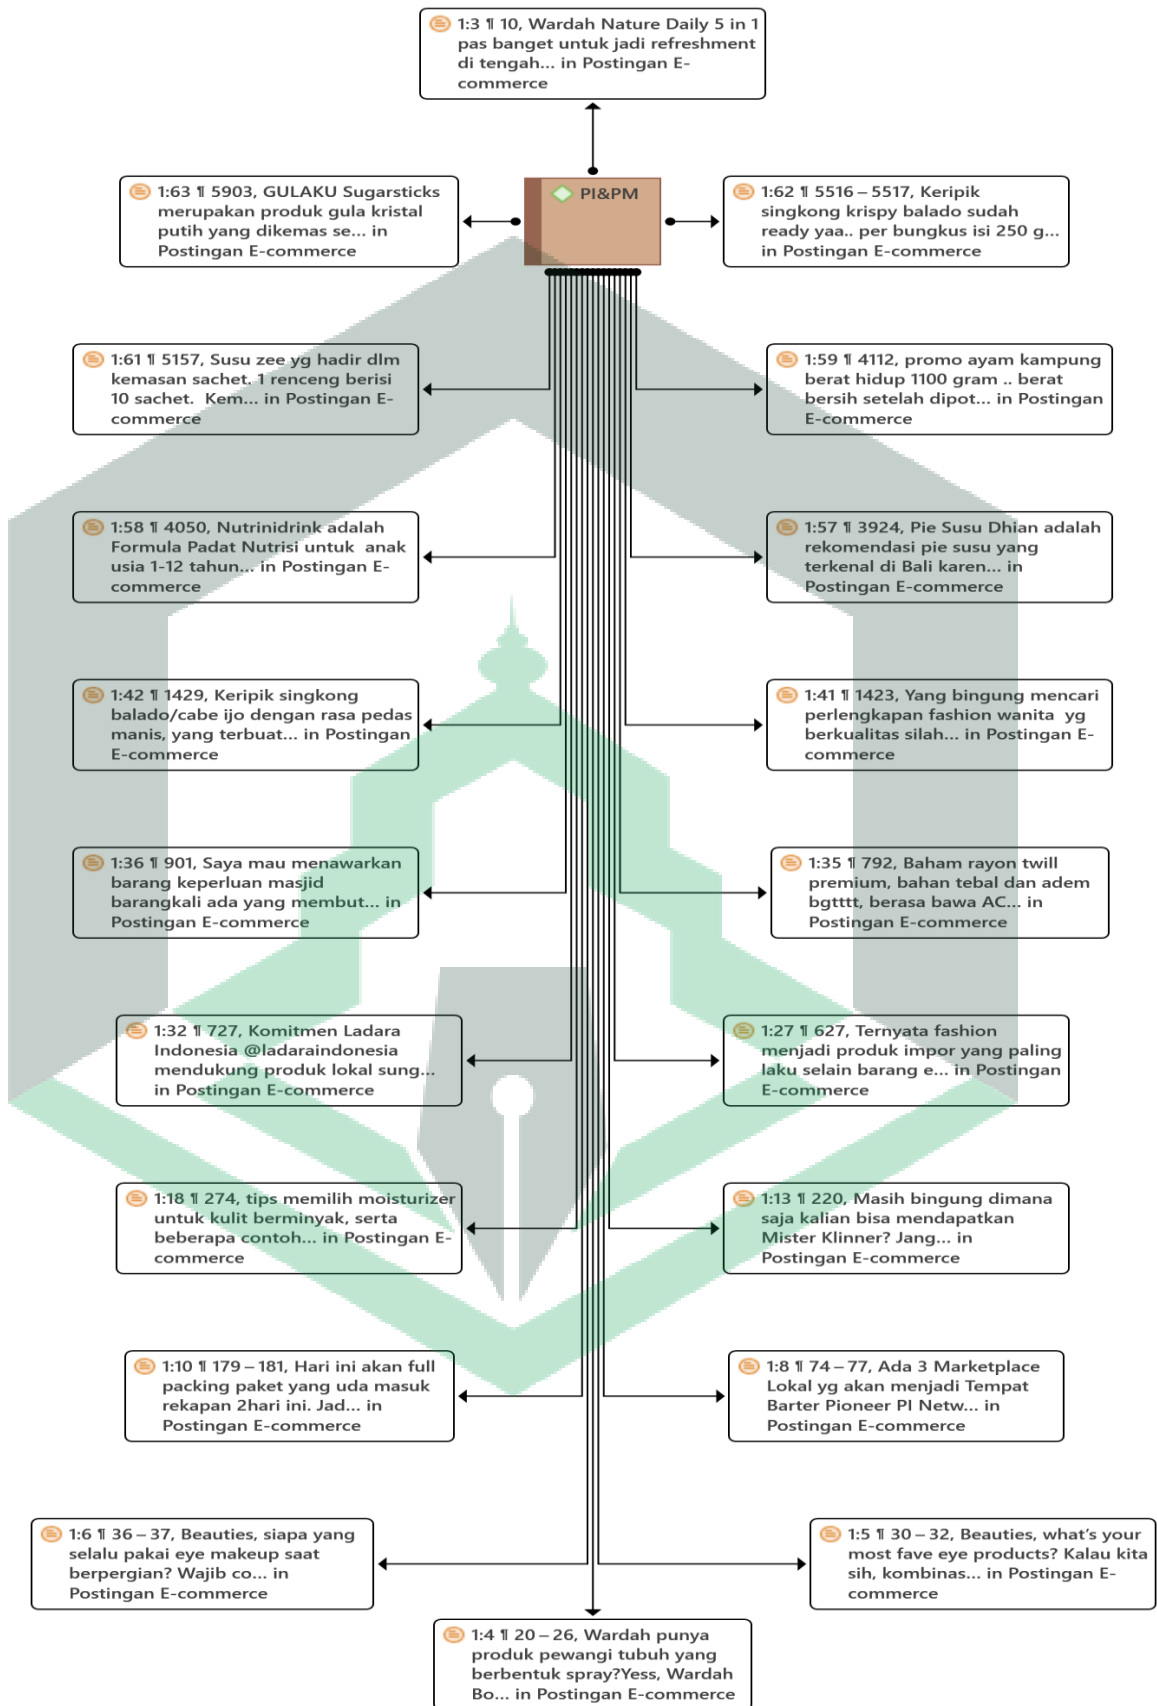 1:3 ¶ 10, Wardah Nature Daily 5 in 1
pas banget untuk jadi refreshment
di tengah... in Postingan E-
commerce
1:63 ¶ 5903, GULAKU Sugarsticks
merupakan produk gula kristal
putih yang dikemas se... in
Postingan E-commerce
PI&PM
1:62 ¶ 5516 – 5517, Keripik
singkong krispy balado sudah
ready yaa.. per bungkus isi 250 g...
in Postingan E-commerce
1:61 ¶ 5157, Susu zee yg hadir dlm
kemasan sachet. 1 renceng berisi
10 sachet. Kem... in Postingan E-
commerce
1:59 ¶ 4112, promo ayam kampung
berat hidup 1100 gram .. berat
bersih setelah dipot... in Postingan
E-commerce
1:58 ¶ 4050, Nutrinidrink adalah
Formula Padat Nutrisi untuk anak
usia 1-12 tahun... in Postingan E-
commerce
1:57 ¶ 3924, Pie Susu Dhian adalah
rekomendasi pie susu yang
terkenal di Bali karen... in
Postingan E-commerce
1:42 ¶ 1429, Keripik singkong
balado/cabe ijo dengan rasa pedas
manis, yang terbuat... in Postingan
E-commerce
1:41 ¶ 1423, Yang bingung mencari
perlengkapan fashion wanita yg
berkualitas silah... in Postingan E-
commerce
1:36 ¶ 901, Saya mau menawarkan
barang keperluan masjid
barangkali ada yang membut... in
Postingan E-commerce
1:35 ¶ 792, Baham rayon twill
premium, bahan tebal dan adem
bgtttt, berasa bawa AC... in
Postingan E-commerce
1:32 ¶ 727, Komitmen Ladara
Indonesia @ladaraindonesia
mendukung produk lokal sung...
in Postingan E-commerce
1:27 ¶ 627, Ternyata fashion
menjadi produk impor yang paling
laku selain barang e... in Postingan
E-commerce
1:18 ¶ 274, tips memilih moisturizer
untuk kulit berminyak, serta
beberapa contoh... in Postingan E-
commerce
1:13 ¶ 220, Masih bingung dimana
saja kalian bisa mendapatkan
Mister Klinner? Jang... in
Postingan E-commerce
1:10 ¶ 179 – 181, Hari ini akan full
packing paket yang uda masuk
rekapan 2hari ini. Jad... in
Postingan E-commerce
1:8 ¶ 74 – 77, Ada 3 Marketplace
Lokal yg akan menjadi Tempat
Barter Pioneer PI Netw... in
Postingan E-commerce
1:6 ¶ 36 – 37, Beauties, siapa yang
selalu pakai eye makeup saat
berpergian? Wajib co... in
Postingan E-commerce
1:5 ¶ 30 – 32, Beauties, what's your
most fave eye products? Kalau kita
sih, kombinas... in Postingan E-
commerce
1:4 ¶ 20 – 26, Wardah punya
produk pewangi tubuh yang
berbentuk spray?Yess, Wardah
Bo... in Postingan E-commerce